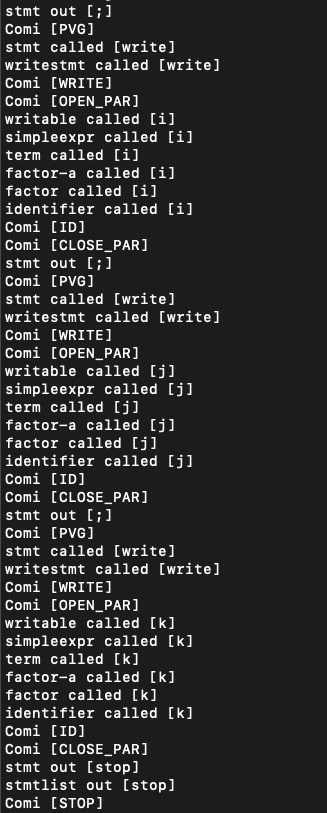 stmt out [;]
Comi [PVG]
stmt called [write]
writestmt called [write]
Comi [WRITE]
Comi [OPEN_PAR]
writable called [i]
simpleexpr called [i]
term called [i]
factor-a called [i]
factor called [i]
identifier called [i]
Comi [ID]
Comi [CLOSE_PAR]
stmt out [;]
Comi [PVG]
stmt called [write]
writestmt called [write]
Comi [WRITE]
Comi [OPEN_PAR]
writable called [j]
simpleexpr called [j]
term called [j]
factor-a called [j]
factor called [j]
identifier called [j]
Comi [ID]
Comi [CLOSE_PAR]
stmt out [;]
Comi [PVG]
stmt called [write]
writestmt called [write]
Comi [WRITE]
Comi [OPEN_PAR]
writable called [k]
simpleexpr called [k]
term called [k]
factor-a called [k]
factor called [k]
identifier called [k]
Comi [ID]
Comi [CLOSE_PAR]
stmt out [stop]
stmtlist out [stop]
Comi [STOP]